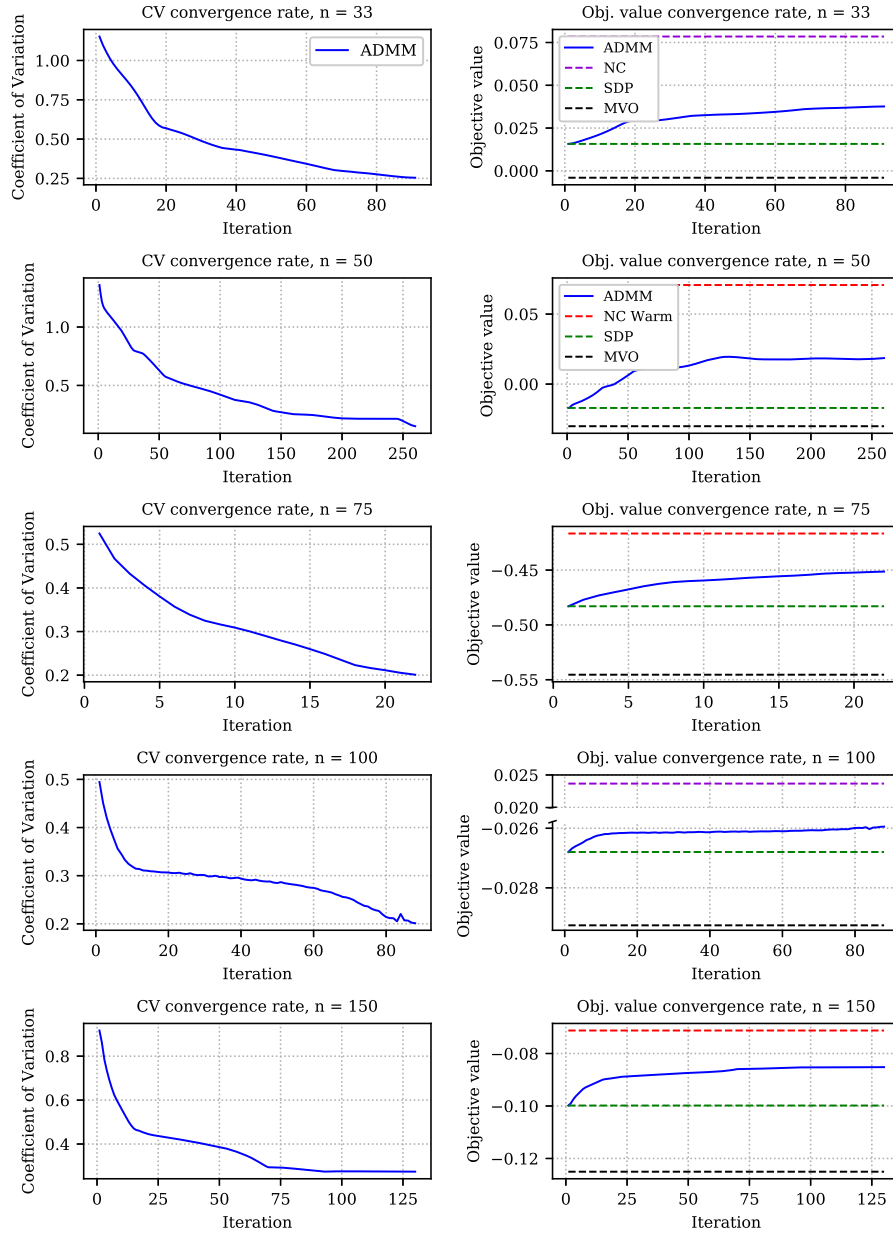 CV convergence rate, n = 33
Coefficient of Variation
1.00
0.75
0.50
0.25
ADMM
0 20 40 60 80
Iteration
Obj. value convergence rate, n = 33
Objective value
0.075
0.050
0.025
0.000
ADMM
NC
SDP
MVO
0 20 40 60 80
Iteration
CV convergence rate, n = 50
Coefficient of Variation
1.0
0.5
0 50 100 150 200 250
Iteration
Obj. value convergence rate, n = 50
Objective value
0.05
0.00
ADMM
NC Warm
SDP
MVO
0 50 100 150 200 250
Iteration
CV convergence rate, n = 75
Coefficient of Variation
0.5
0.4
0.3
0.2
0 5 10 15 20
Iteration
Obj. value convergence rate, n = 75
Objective value
−0.45
−0.50
−0.55
0 5 10 15 20
Iteration
CV convergence rate, n = 100
Coefficient of Variation
0.5
0.4
0.3
0.2
0 20 40 60 80
Iteration
Obj. value convergence rate, n = 100
Objective value
0.025
0.020
−0.026
−0.028
0 20 40 60 80
Iteration
CV convergence rate, n = 150
Coefficient of Variation
0.8
0.6
0.4
0 25 50 75 100 125
Iteration
Obj. value convergence rate, n = 150
Objective value
−0.08
−0.10
−0.12
0 25 50 75 100 125
Iteration